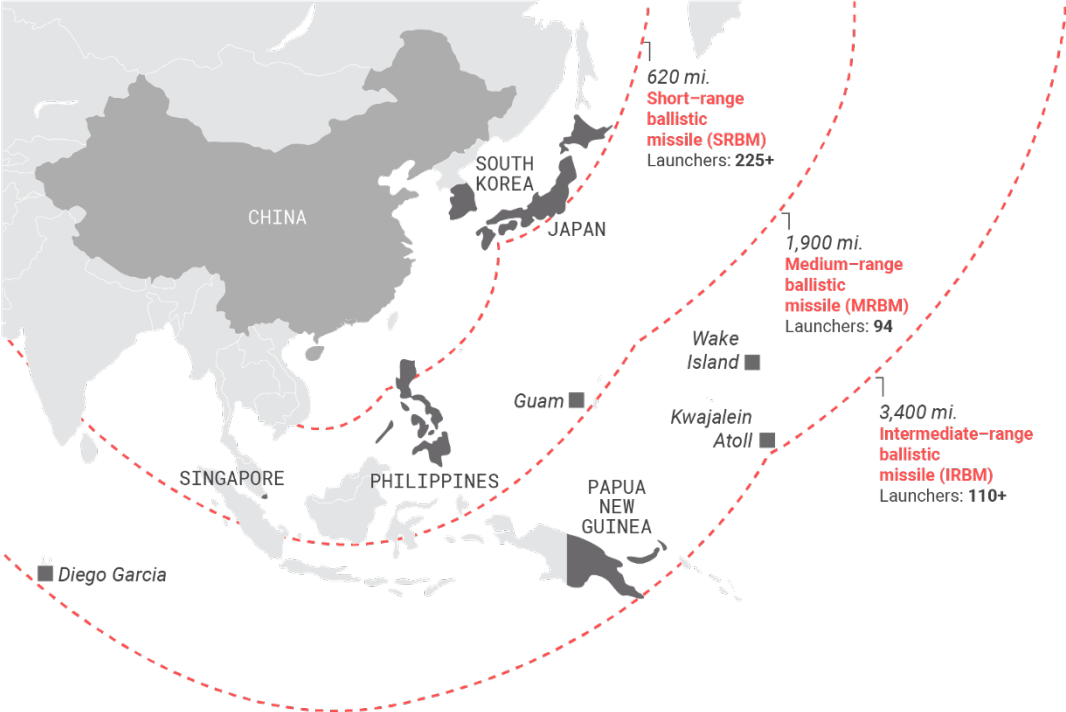 620 mi.
Short–range
ballistic
missile (SRBM)
Launchers: 225+
SOUTH
KOREA
CHINA
JAPAN
1,900 mi.
Medium–range
ballistic
missile (MRBM)
Launchers: 94
Wake
Island
Guam
Kwajalein
Atoll
3,400 mi.
Intermediate–range
ballistic
missile (IRBM)
Launchers: 110+
SINGAPORE
PHILIPPINES
PAPUA
NEW
GUINEA
Diego Garcia